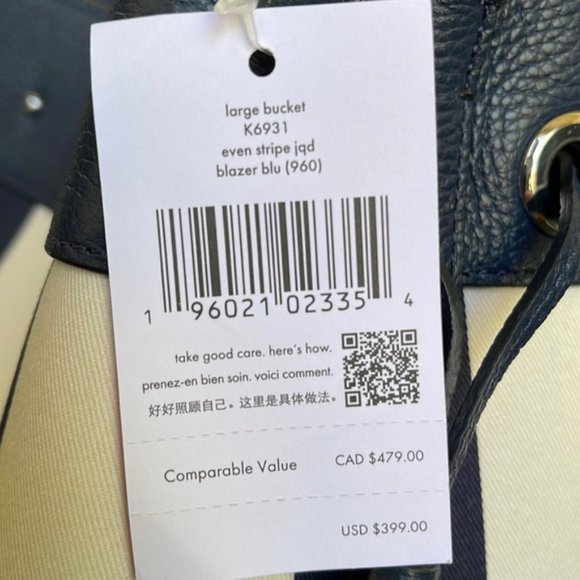 large bucket
K6931
even stripe jqd
blazer blu (960)
1 96021 02335 4
take good care. here's how.
prenez-en bien soin. voici comment.
好好照顾自己。这里是具体做法。
Comparable Value CAD $479.00
USD $399.00